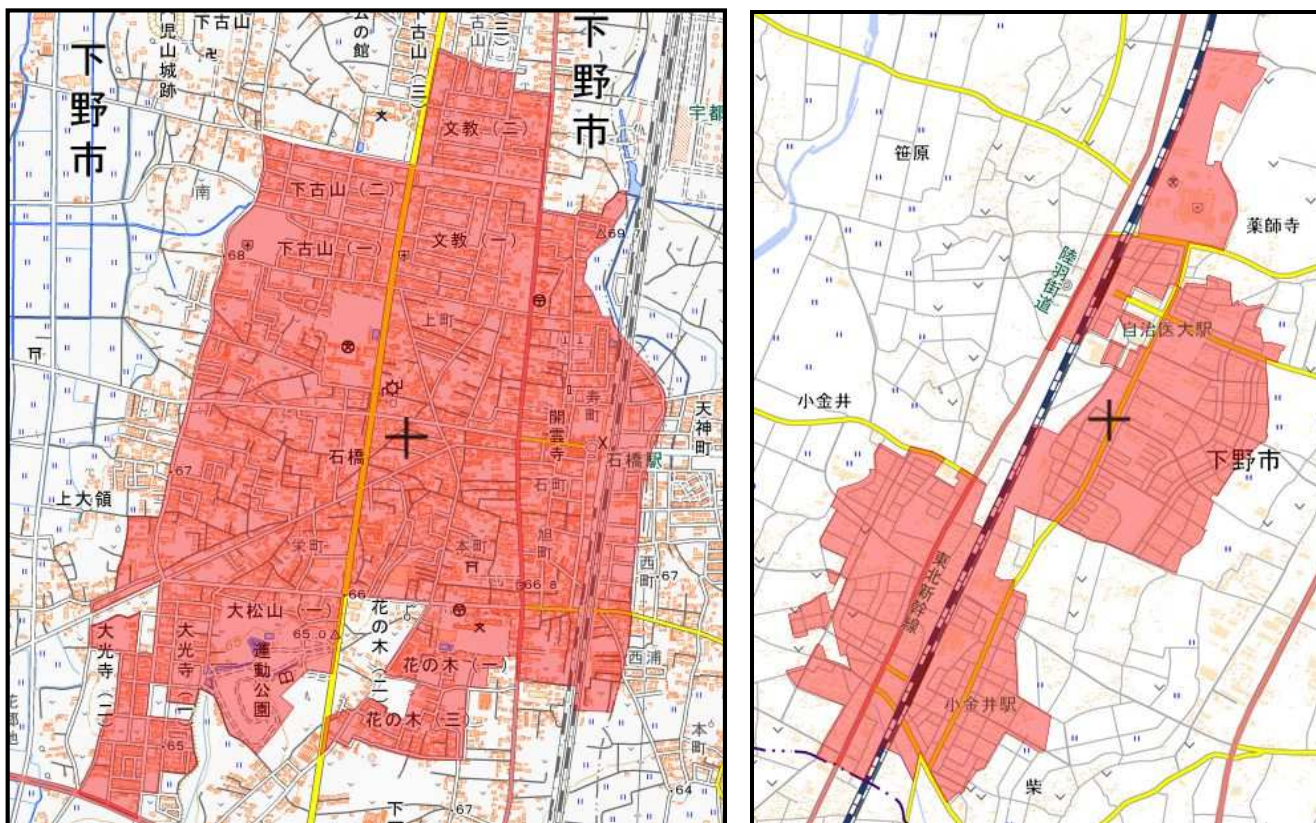 下古山
児山城跡
下野市
ムの館
下古山(三)
下野市
宇都
文教(二)
南
下古山(二)
下古山(一)
文教(一)
69.7
68
上町
寿町
開雲寺
天神町
石橋
石橋駅
石町
67
上大領
栄町
本町
旭町
66.8
西町
67
66
大松山(一)
花の木(二)
65.0
大光寺(二)
大光寺(一)
運動公園
花の木(一)
西浦
花の木(三)
本町
65
67
64
笹原
薬師寺
陸羽街道
自治医大駅
小金井
下野市
東北新幹線
小金井駅
柴